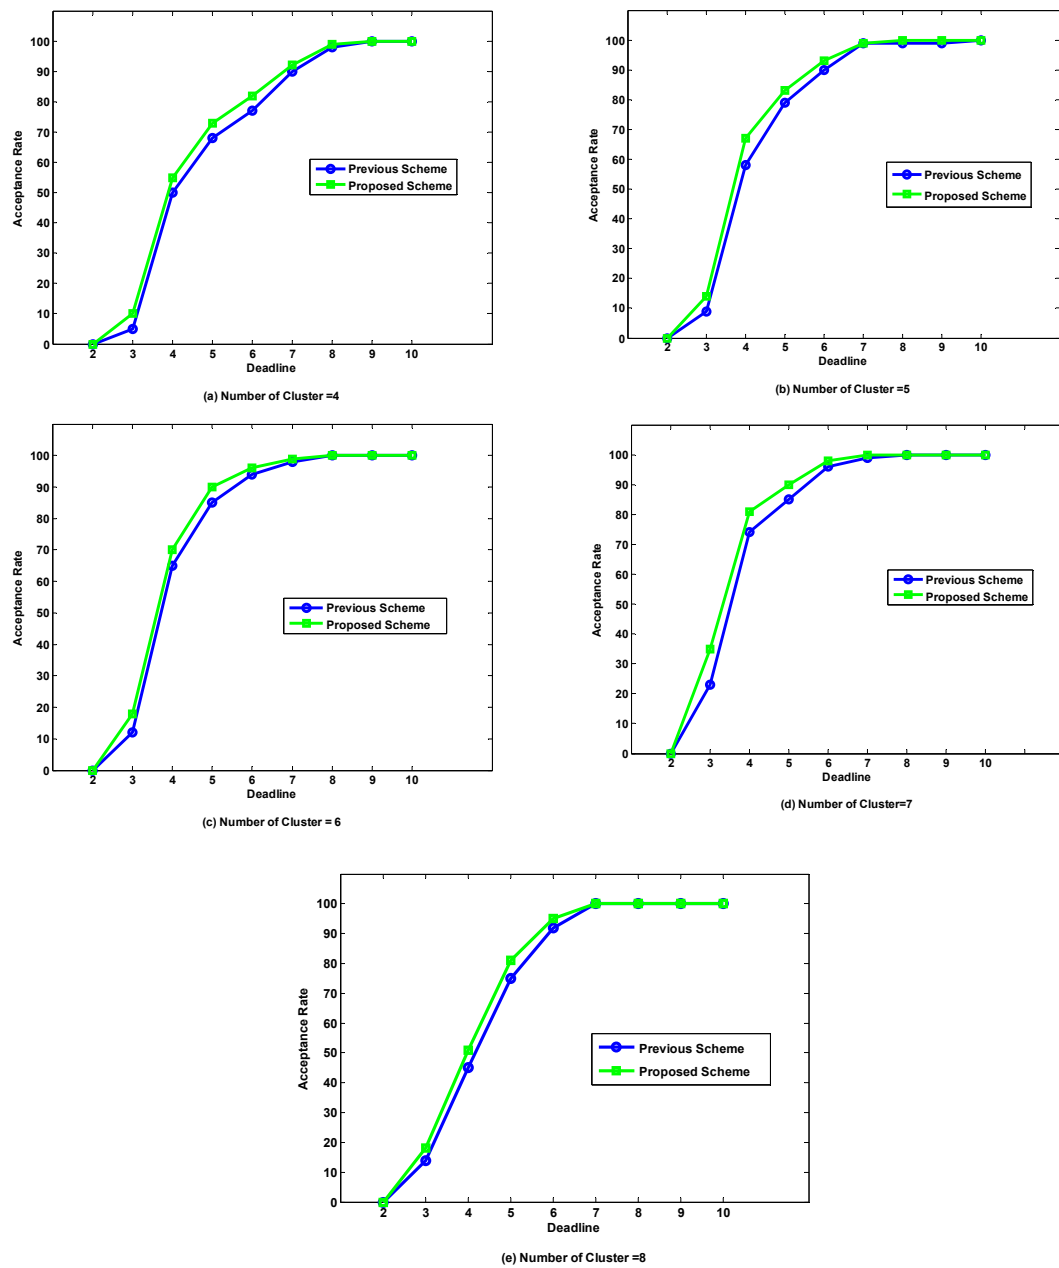 100
90
80
70
60
50
40
30
20
10
0
Acceptance Rate
Previous Scheme
Proposed Scheme
2 3 4 5 6 7 8 9 10
Deadline
(a) Number of Cluster =4
100
90
80
70
60
50
40
30
20
10
0
Acceptance Rate
Previous Scheme
Proposed Scheme
2 3 4 5 6 7 8 9 10
Deadline
(b) Number of Cluster =5
100
90
80
70
60
50
40
30
20
10
0
Acceptance Rate
Previous Scheme
Proposed Scheme
2 3 4 5 6 7 8 9 10
Deadline
(c) Number of Cluster = 6
100
90
80
70
60
50
40
30
20
10
0
Acceptance Rate
Previous Scheme
Proposed Scheme
2 3 4 5 6 7 8 9 10
Deadline
(d) Number of Cluster=7
100
90
80
70
60
50
40
30
20
10
0
Acceptance Rate
Previous Scheme
Proposed Scheme
2 3 4 5 6 7 8 9 10
Deadline
(e) Number of Cluster =8